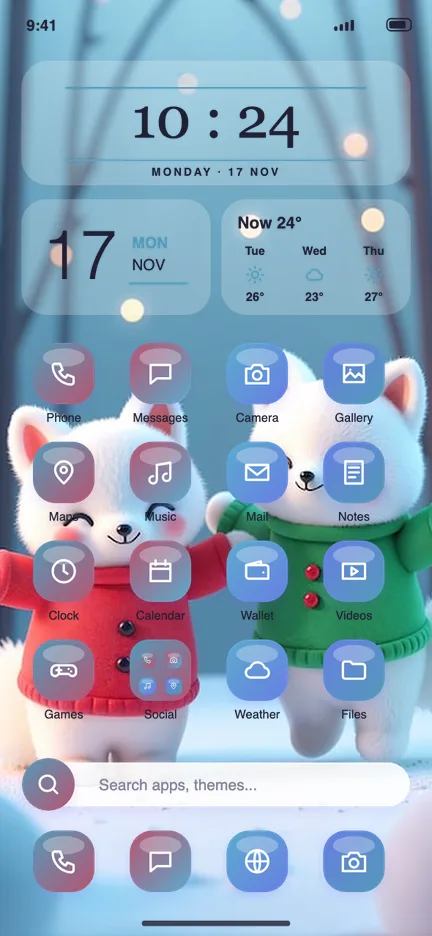 9:41
10 : 24
MONDAY · 17 NOV
17
MON
NOV
Now 24°
Tue Wed Thu
26° 23° 27°
Phone Messages Camera Gallery
Maps Music Mail Notes
Clock Calendar Wallet Videos
Games Social Weather Files
Search apps, themes...